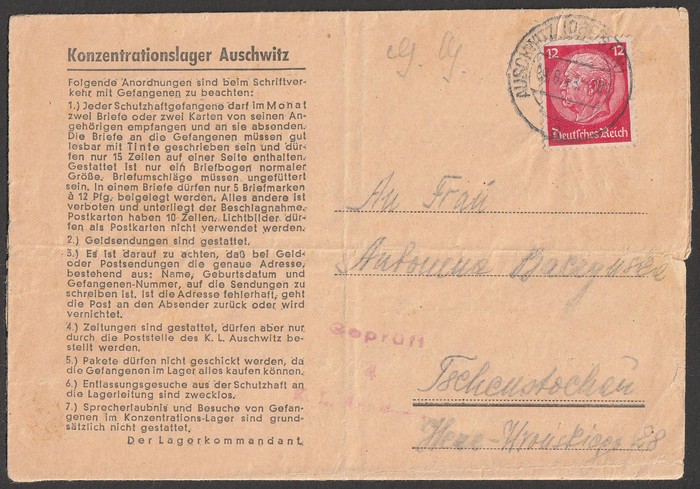 Konzentrationslager Auschwitz
Folgende Anordnungen sind beim Schriftver-
kehr mit Gefangenen zu beachten:
1.) Jeder Schutzhaftgefangene darf im Monat
zwei Briefe oder zwei Karten von seinen An-
gehörigen empfangen und an sie absenden.
Die Briefe an die Gefangenen müssen gut
lesbar mit Tinte geschrieben sein und dür-
fen nur 15 Zeilen auf einer Seite enthalten.
Gestattet ist nur ein Briefbogen normaler
Größe. Briefumschläge müssen ungefüttert
sein. In einem Briefe dürfen nur 5 Briefmarken
à 12 Pfg. beigelegt werden. Alles andere ist
verboten und unterliegt der Beschlagnahme.
Postkarten haben 10 Zeilen. Lichtbilder dür-
fen als Postkarten nicht verwendet werden.
2.) Geldsendungen sind gestattet.
3.) Es ist darauf zu achten, daß bei Geld-
oder Postsendungen die genaue Adresse,
bestehend aus: Name, Geburtsdatum und
Gefangenen-Nummer, auf die Sendungen zu
schreiben ist. Ist die Adresse fehlerhaft, geht
die Post an den Absender zurück oder wird
vernichtet.
4.) Zeitungen sind gestattet, dürfen aber nur
durch die Poststelle des K. L. Auschwitz be-
stellt werden.
5.) Pakete dürfen nicht geschickt werden, da
die Gefangenen im Lager alles kaufen können.
6.) Entlassungsgesuche aus der Schutzhaft an
die Lagerleitung sind zwecklos.
7.) Sprecherlaubnis und Besuche von Gefan-
genen im Konzentrations-Lager sind grund-
sätzlich nicht gestattet.
Der Lagerkommandant.
AUSCHWITZ
12 12
Deutsches Reich
An Frau
Antonina
Geprüft
4
K. L.
Tschenstochau
88